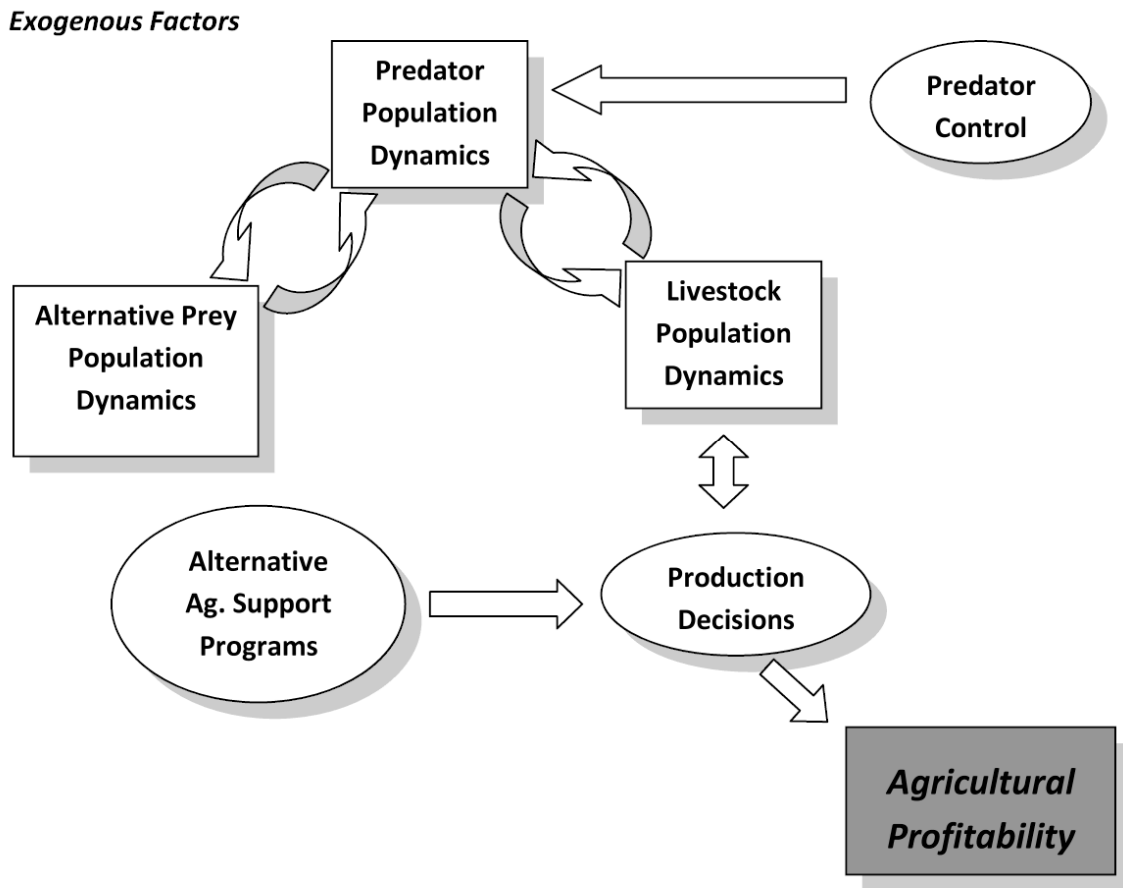 Exogenous Factors
Predator
Population
Dynamics
Predator
Control
Alternative Prey
Population
Dynamics
Livestock
Population
Dynamics
Alternative
Ag. Support
Programs
Production
Decisions
Agricultural
Profitability